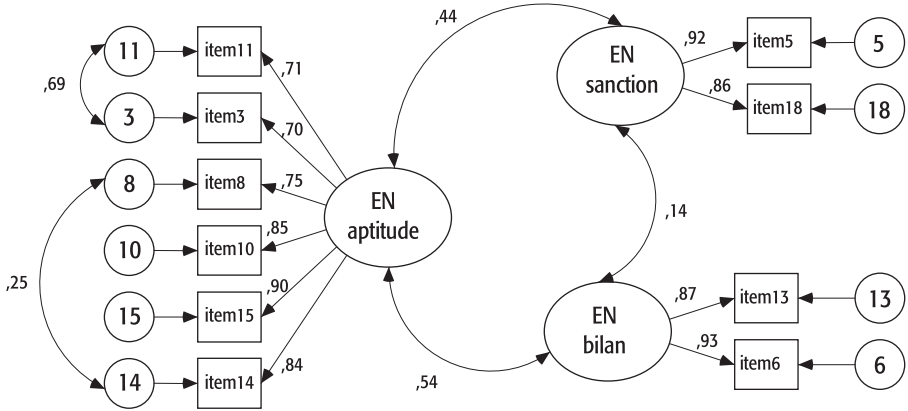 ,44
11
item11
,71
,69
3
item3
,70
8
item8
,75
EN
aptitude
10
item10
,85
,25
15
item15
,90
14
item14
,84
EN
sanction
,92
item5
5
,86
item18
18
,14
EN
bilan
,87
item13
13
,93
item6
6
,54